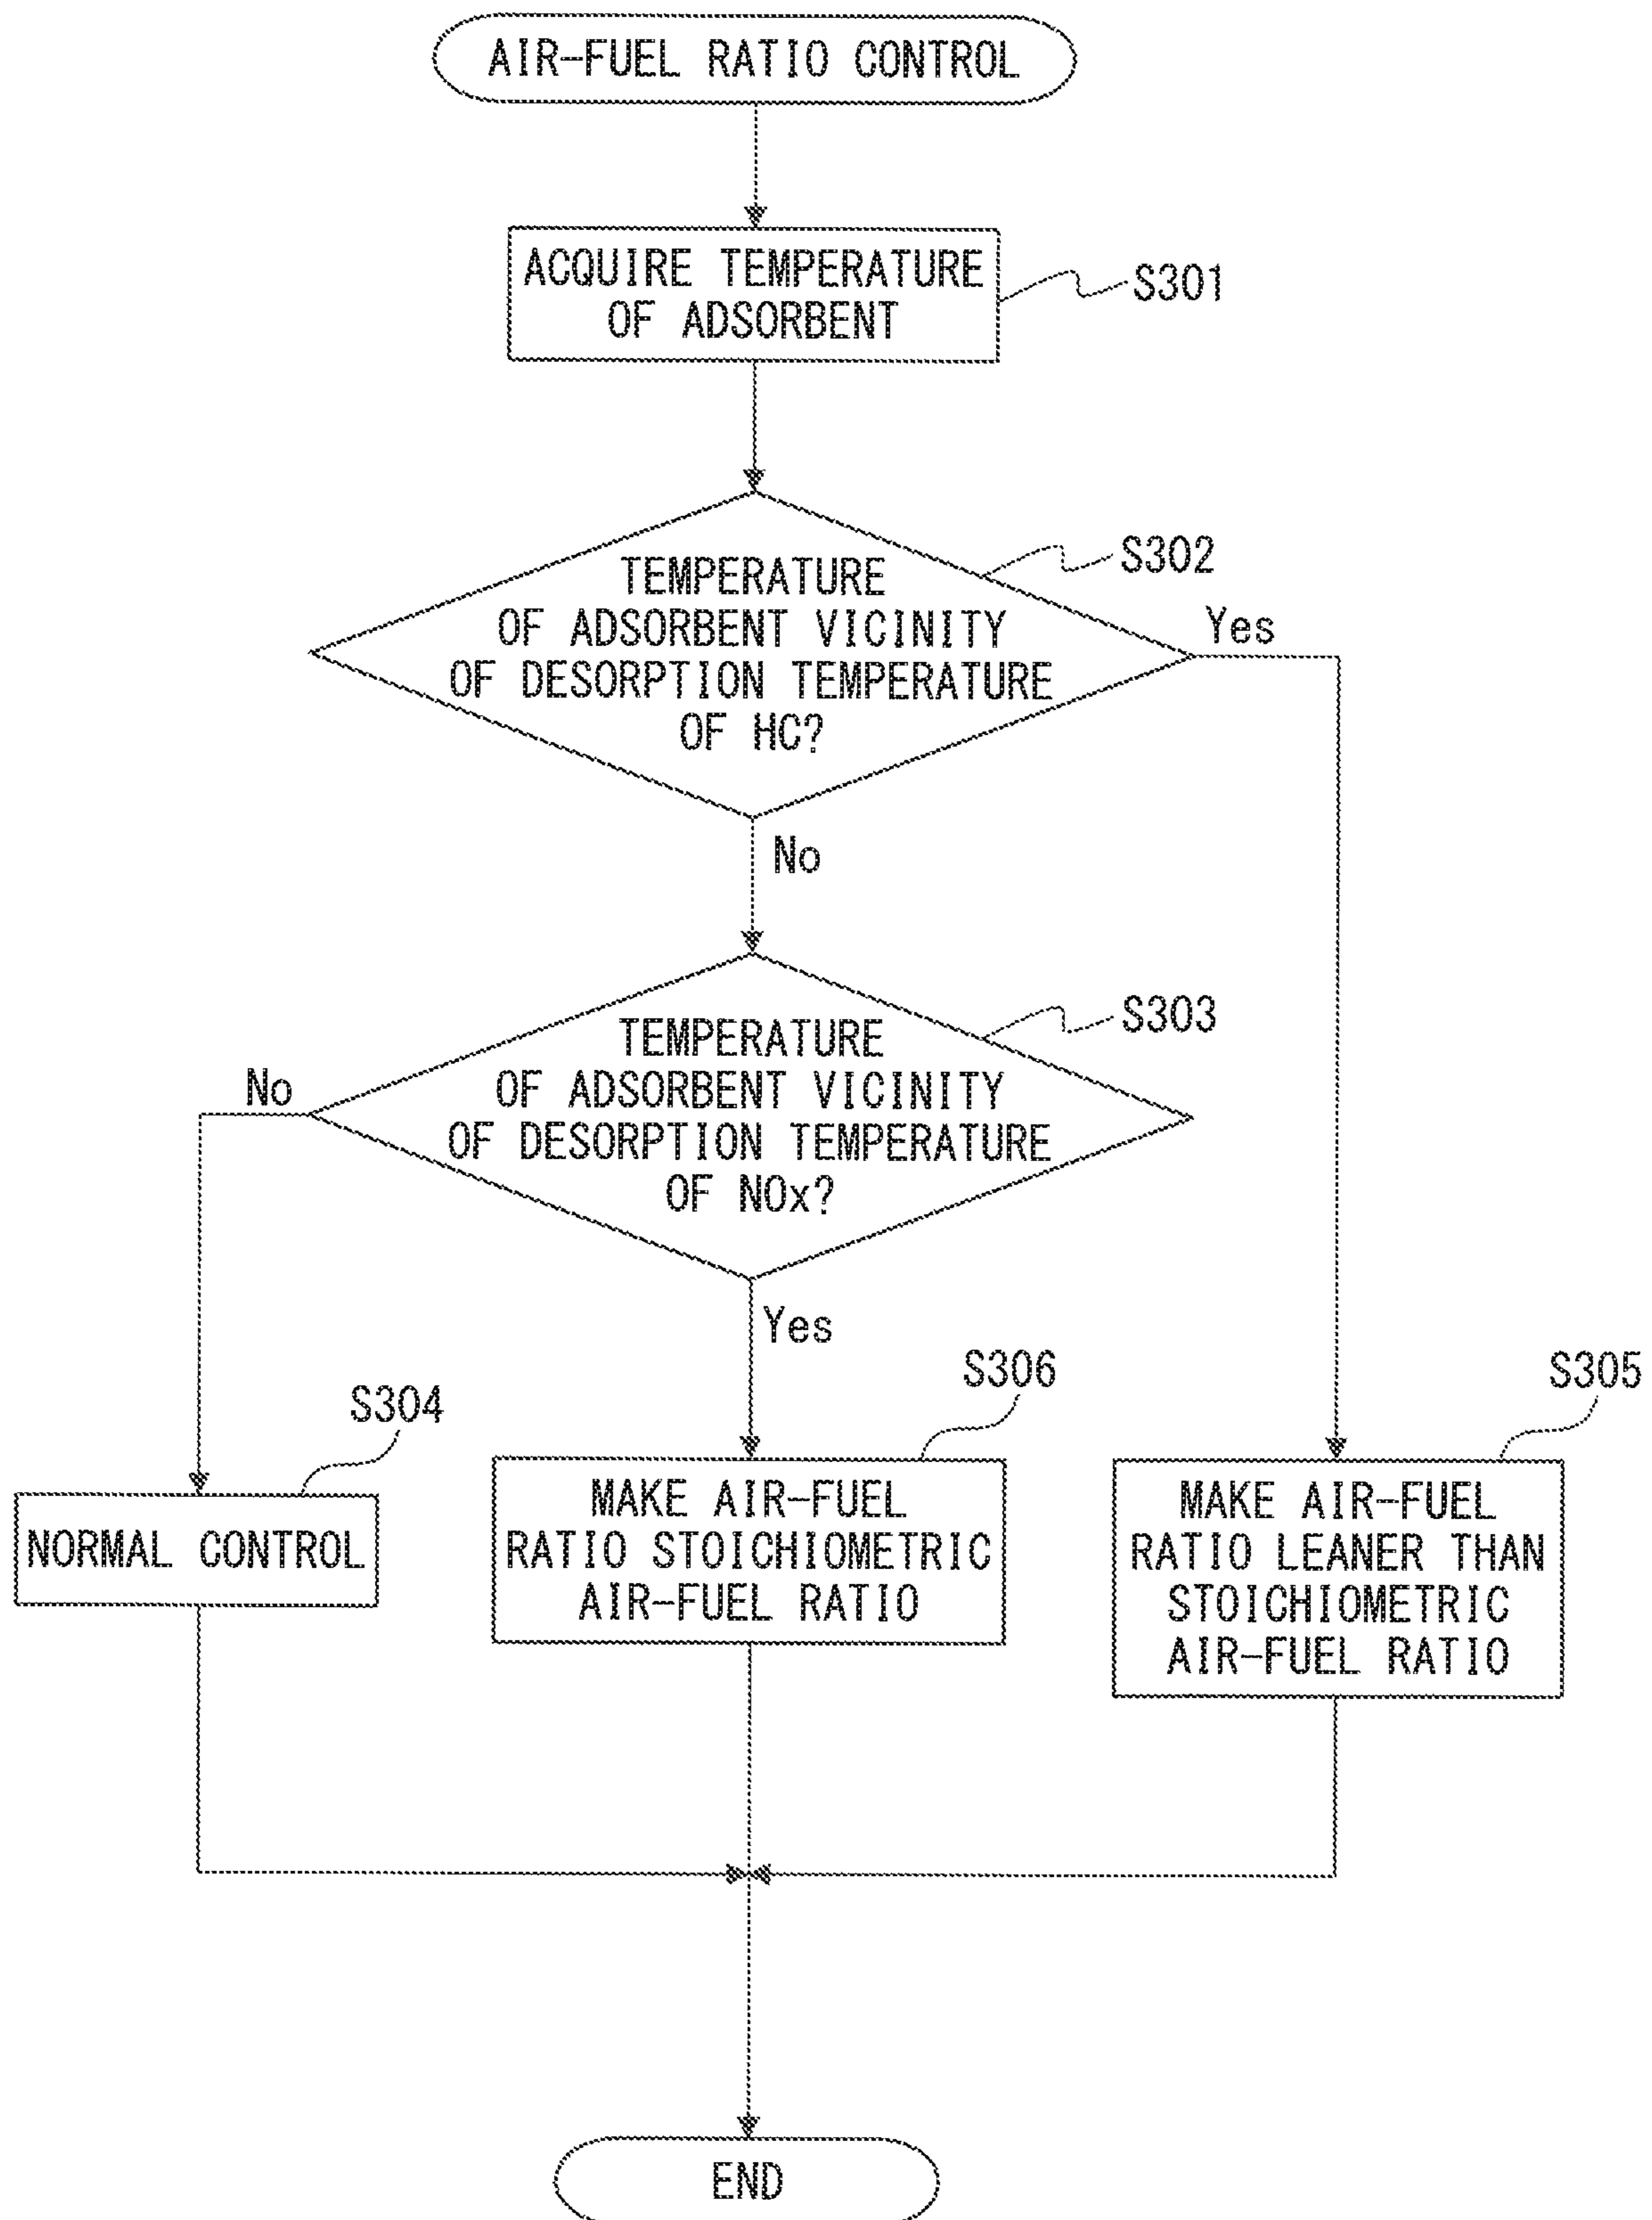 AIR-FUEL RATIO CONTROL
ACQUIRE TEMPERATURE
OF ADSORBENT
S301
S302
TEMPERATURE
OF ADSORBENT VICINITY
OF DESORPTION TEMPERATURE
OF HC?
Yes
No
S303
TEMPERATURE
OF ADSORBENT VICINITY
OF DESORPTION TEMPERATURE
OF NOx?
No
Yes
S304
NORMAL CONTROL
S306
MAKE AIR-FUEL
RATIO STOICHIOMETRIC
AIR-FUEL RATIO
S305
MAKE AIR-FUEL
RATIO LEANER THAN
STOICHIOMETRIC
AIR-FUEL RATIO
END